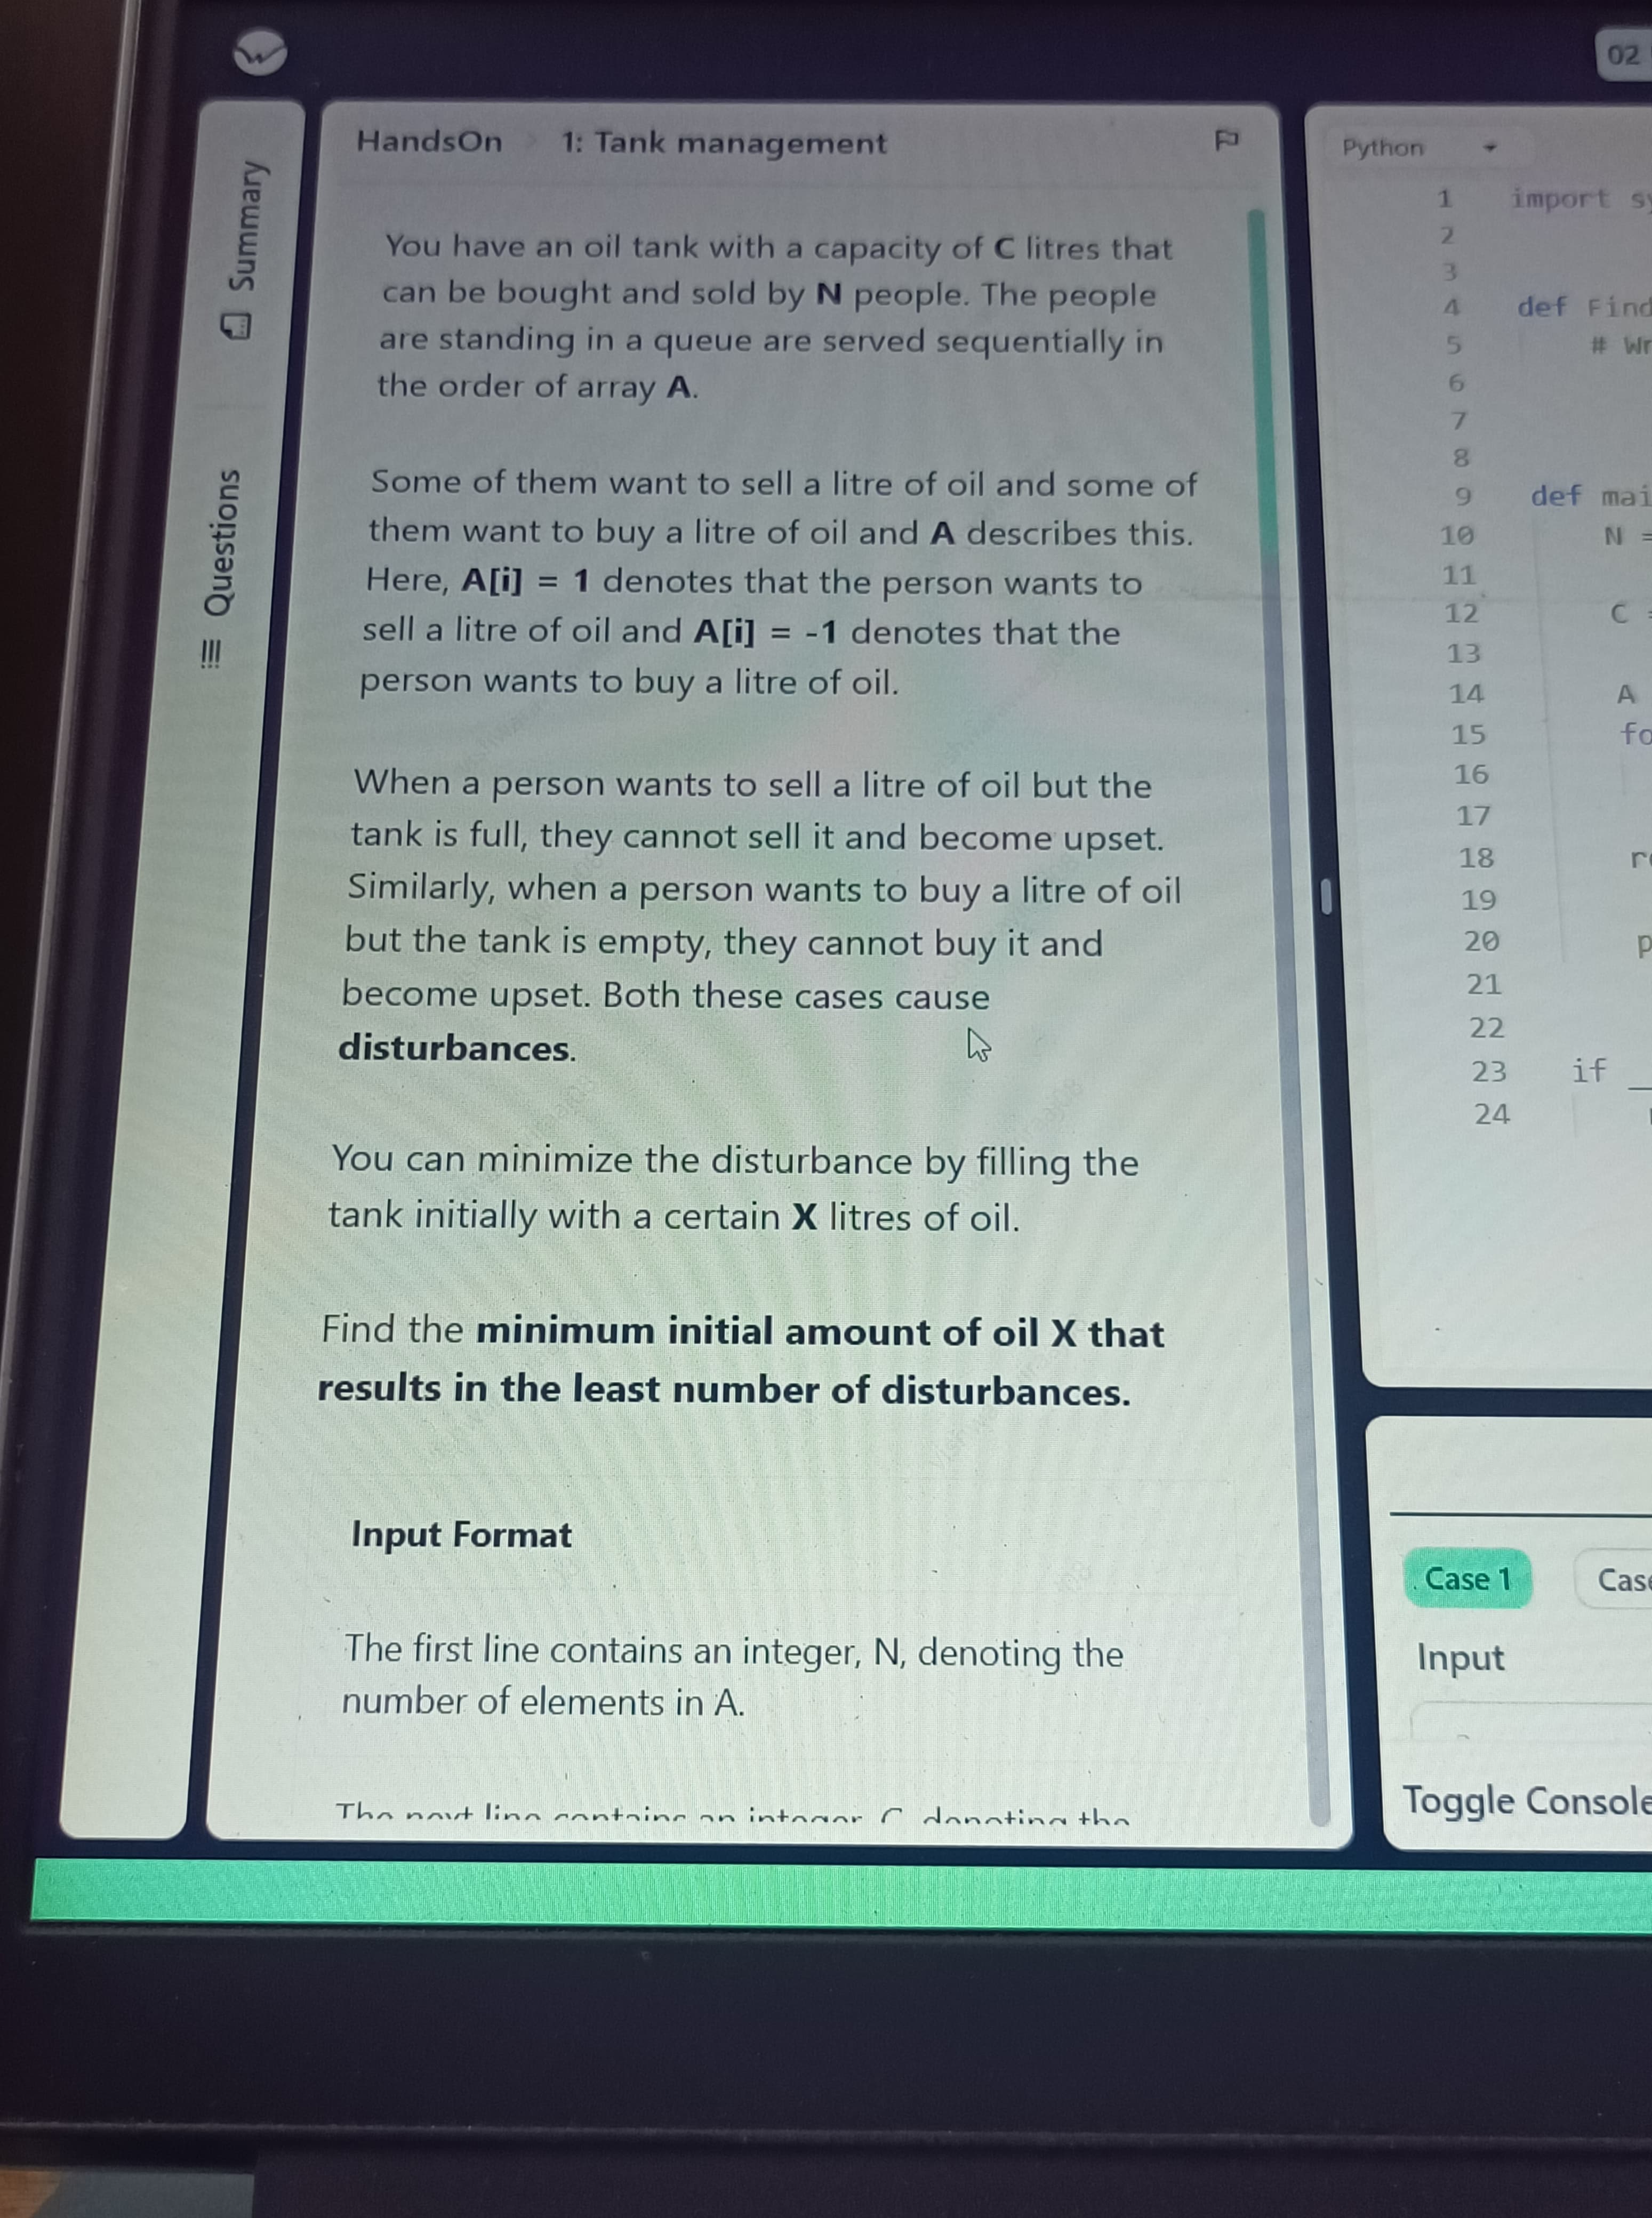 02
HandsOn 1: Tank management
Summary
Questions
You have an oil tank with a capacity of C litres that
can be bought and sold by N people. The people
are standing in a queue are served sequentially in
the order of array A.
Some of them want to sell a litre of oil and some of
them want to buy a litre of oil and A describes this.
Here, A[i] = 1 denotes that the person wants to
sell a litre of oil and A[i] = -1 denotes that the
person wants to buy a litre of oil.
When a person wants to sell a litre of oil but the
tank is full, they cannot sell it and become upset.
Similarly, when a person wants to buy a litre of oil
but the tank is empty, they cannot buy it and
become upset. Both these cases cause
disturbances.
You can minimize the disturbance by filling the
tank initially with a certain X litres of oil.
Find the minimum initial amount of oil X that
results in the least number of disturbances.
Input Format
The first line contains an integer, N, denoting the
number of elements in A.
The next line contains an integer C denoting the
Python
1 import sy
2
3
4 def Find
5 # Wr
6
7
8
9 def mai
10 N =
11
12 C =
13
14 A
15 fo
16
17
18 re
19
20 p
21
22
23 if _
24
Case 1
Case
Input
Toggle Console